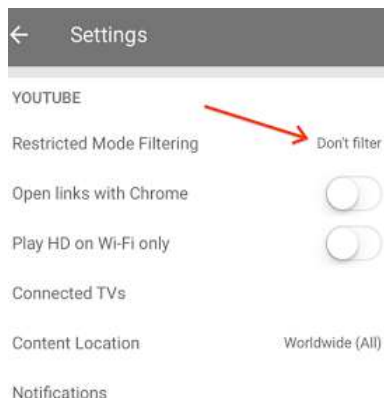 Settings
YOUTUBE
Restricted Mode Filtering Don't filter
Open links with Chrome
Play HD on Wi-Fi only
Connected TVs
Content Location Worldwide (All)
Notifications